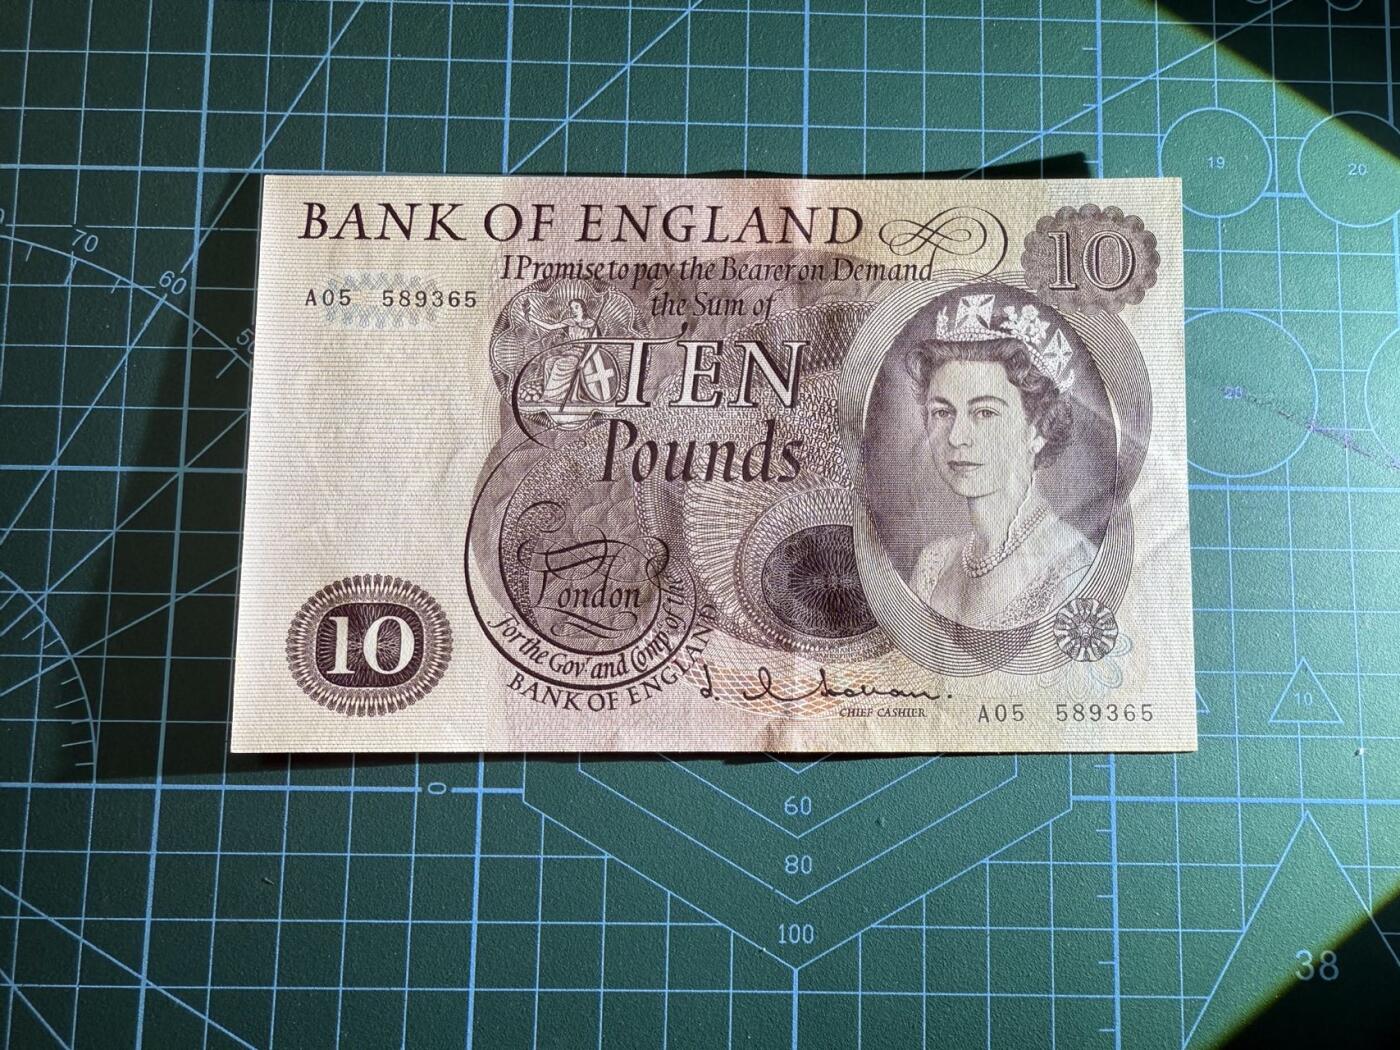 BANK OF ENGLAND
10
I Promise to pay the Bearer on Demand
the Sum of
A05 589365
TEN
Pounds
London
for the Govr. and Compa. of the
BANK OF ENGLAND
10
CHIEF CASHIER
A05 589365
70
60
19
20
10
0
60
80
100
38